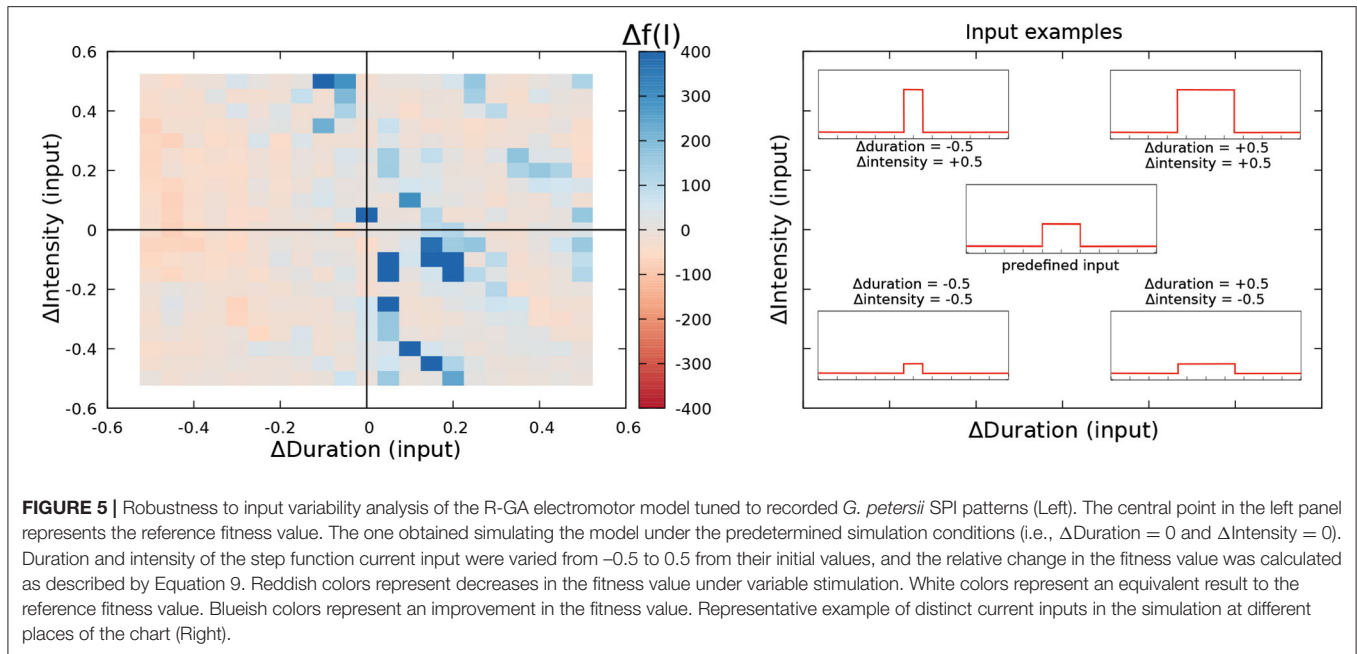 Δf(I)
0.6
0.4
0.2
0
-0.2
-0.4
-0.6
-0.6
-0.4
-0.2
0
0.2
0.4
0.6
ΔIntensity (input)
ΔDuration (input)
400
300
200
100
0
-100
-200
-300
-400
Input examples
Δduration = -0.5
Δintensity = +0.5
Δduration = +0.5
Δintensity = +0.5
predefined input
Δduration = -0.5
Δintensity = -0.5
Δduration = +0.5
Δintensity = -0.5
ΔIntensity (input)
ΔDuration (input)
FIGURE 5 | Robustness to input variability analysis of the R-GA electromotor model tuned to recorded G. petersii SPI patterns (Left). The central point in the left panel
represents the reference fitness value. The one obtained simulating the model under the predetermined simulation conditions (i.e., ΔDuration = 0 and ΔIntensity = 0).
Duration and intensity of the step function current input were varied from –0.5 to 0.5 from their initial values, and the relative change in the fitness value was calculated
as described by Equation 9. Reddish colors represent decreases in the fitness value under variable stimulation. White colors represent an equivalent result to the
reference fitness value. Blueish colors represent an improvement in the fitness value. Representative example of distinct current inputs in the simulation at different
places of the chart (Right).